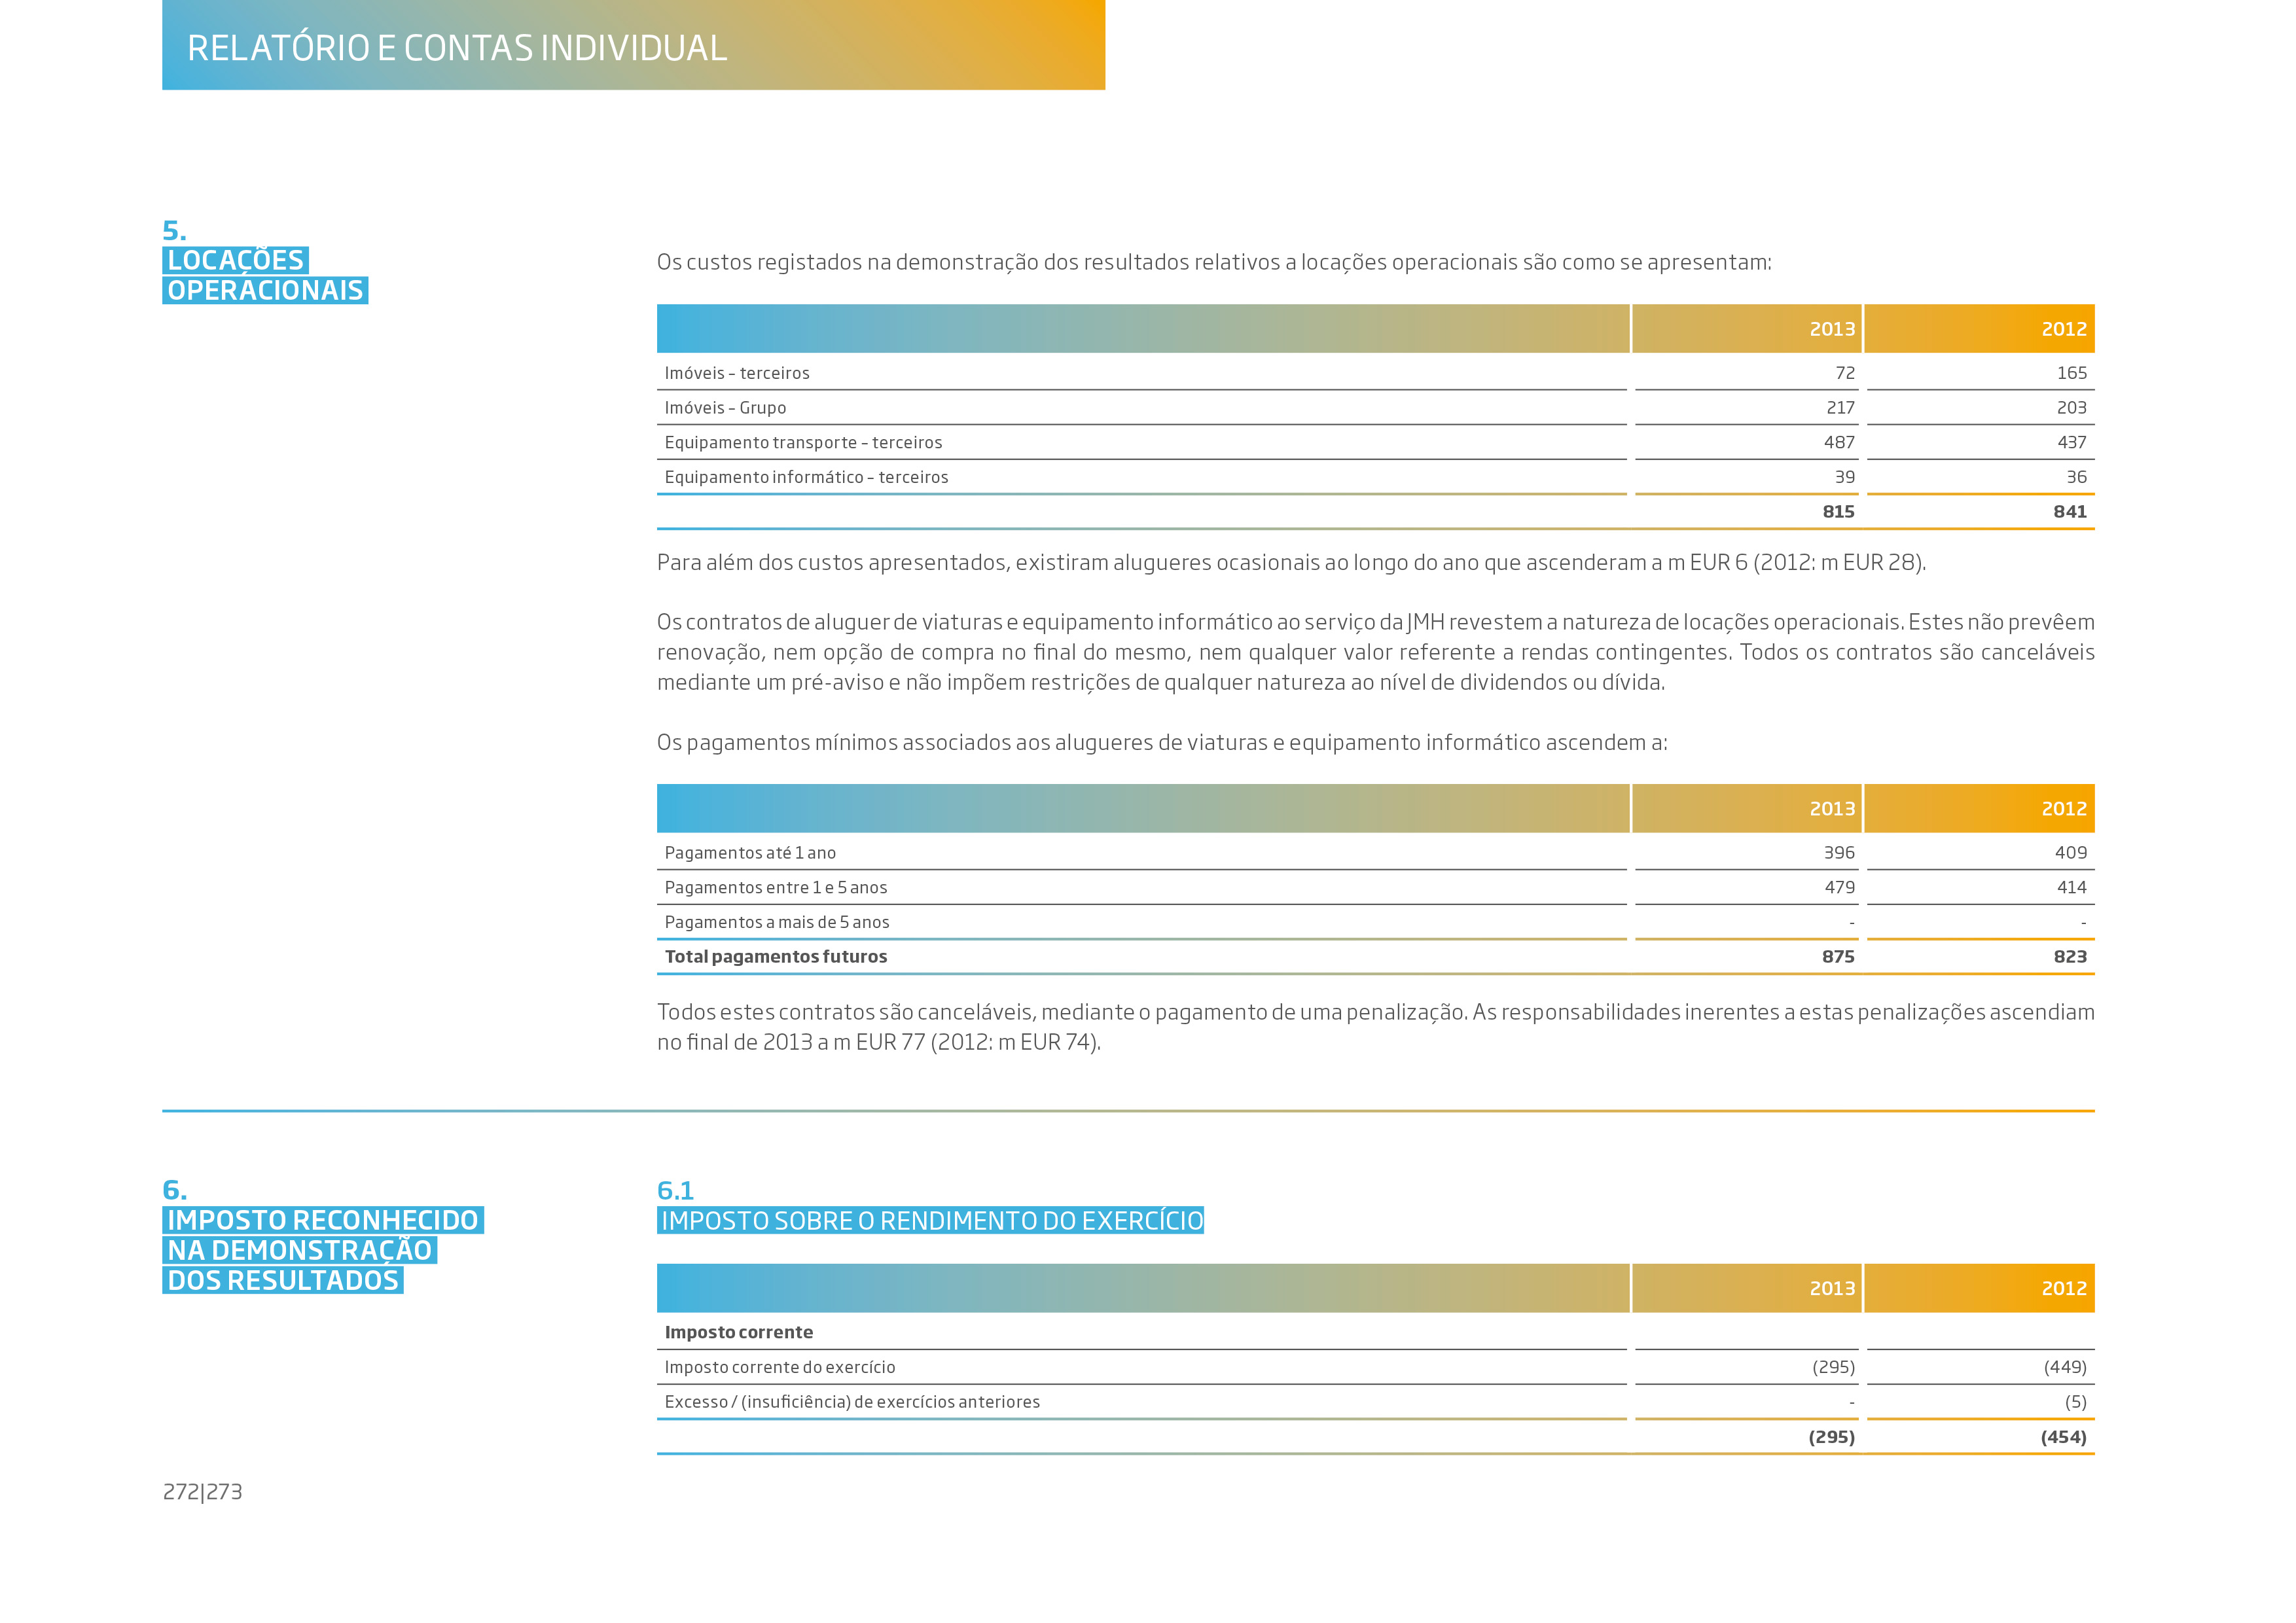 RELATÓRIO E CONTAS INDIVIDUAL
5.
LOCAÇÕES
OPERACIONAIS
Os custos registados na demonstração dos resultados relativos a locações operacionais são como se apresentam:
2013 2012
Imóveis – terceiros 72 165
Imóveis – Grupo 217 203
Equipamento transporte – terceiros 487 437
Equipamento informático – terceiros 39 36
815 841
Para além dos custos apresentados, existiram alugueres ocasionais ao longo do ano que ascenderam a m EUR 6 (2012: m EUR 28).
Os contratos de aluguer de viaturas e equipamento informático ao serviço da JMH revestem a natureza de locações operacionais. Estes não prevêem
renovação, nem opção de compra no final do mesmo, nem qualquer valor referente a rendas contingentes. Todos os contratos são canceláveis
mediante um pré-aviso e não impõem restrições de qualquer natureza ao nível de dividendos ou dívida.
Os pagamentos mínimos associados aos alugueres de viaturas e equipamento informático ascendem a:
2013 2012
Pagamentos até 1 ano 396 409
Pagamentos entre 1 e 5 anos 479 414
Pagamentos a mais de 5 anos - -
Total pagamentos futuros 875 823
Todos estes contratos são canceláveis, mediante o pagamento de uma penalização. As responsabilidades inerentes a estas penalizações ascendiam
no final de 2013 a m EUR 77 (2012: m EUR 74).
6.
IMPOSTO RECONHECIDO
NA DEMONSTRAÇÃO
DOS RESULTADOS
6.1
IMPOSTO SOBRE O RENDIMENTO DO EXERCÍCIO
2013 2012
Imposto corrente
Imposto corrente do exercício (295) (449)
Excesso / (insuficiência) de exercícios anteriores - (5)
(295) (454)
272|273